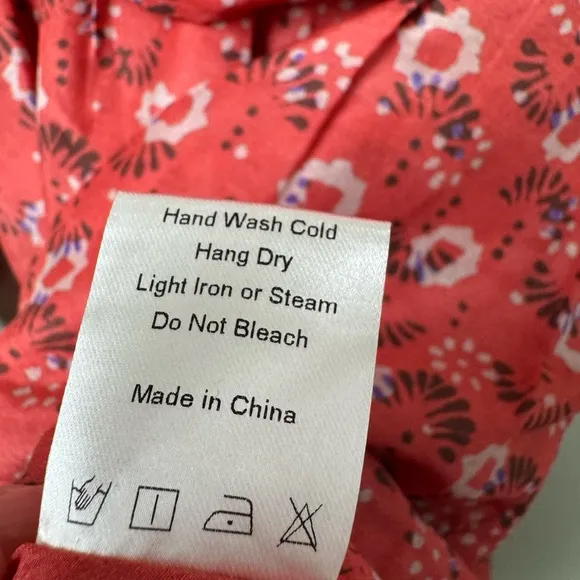 Hand Wash Cold
Hang Dry
Light Iron or Steam
Do Not Bleach
Made in China